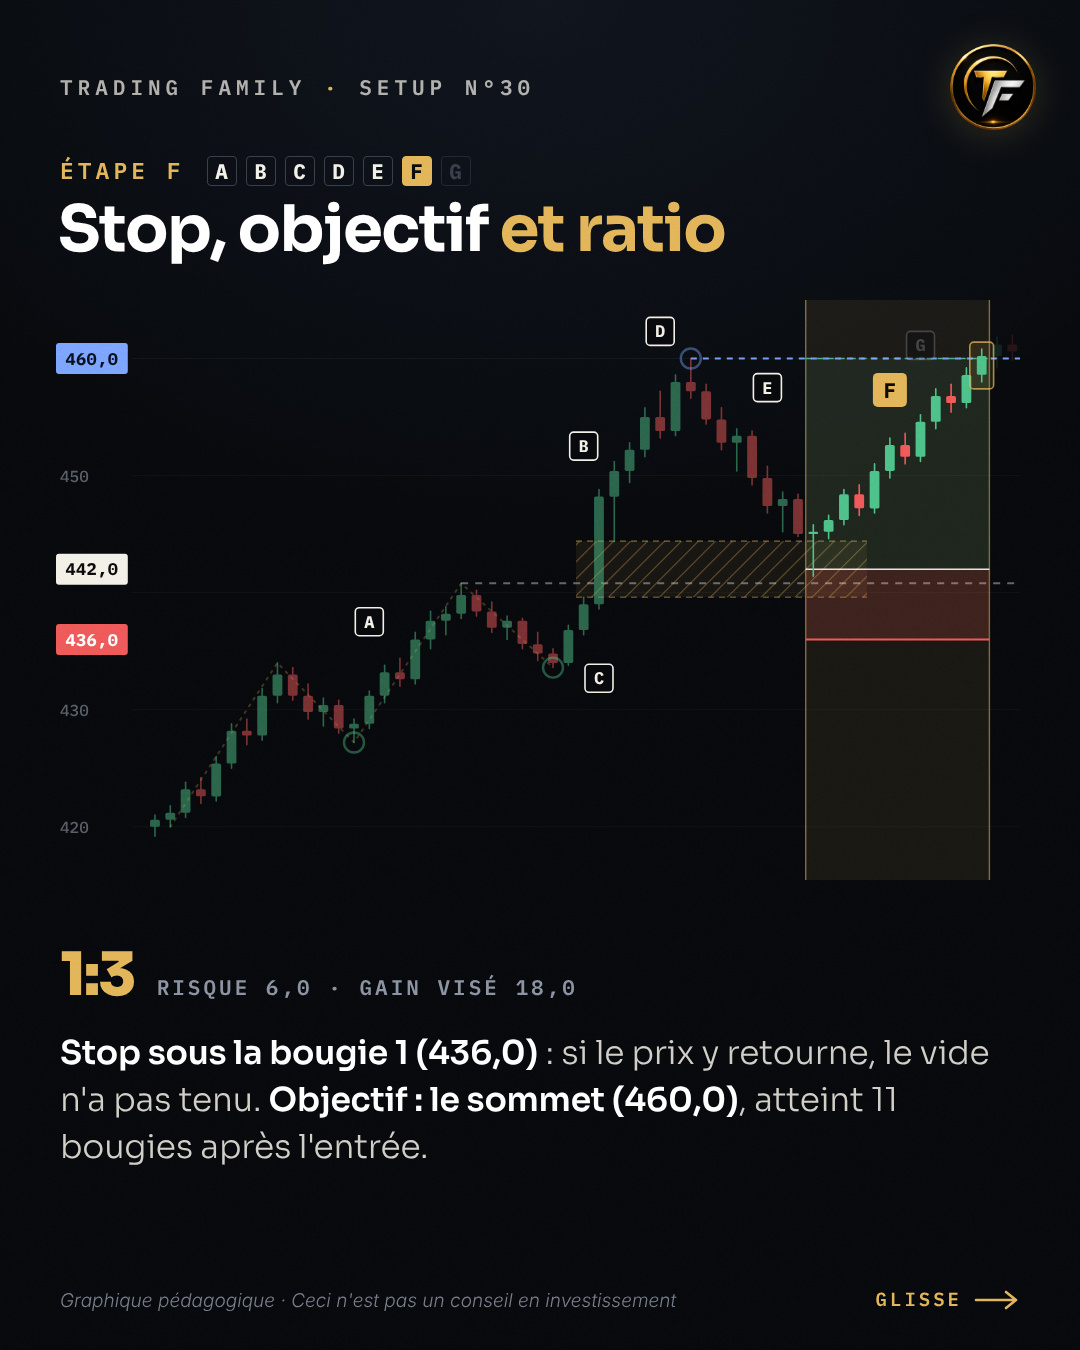 TRADING FAMILY · SETUP N°30
TF
ÉTAPE F A B C D E F G
Stop, objectif et ratio
D
460,0
G
E
F
B
450
442,0
A
436,0
C
430
420
1:3 RISQUE 6,0 · GAIN VISÉ 18,0
Stop sous la bougie 1 (436,0) : si le prix y retourne, le vide
n'a pas tenu. Objectif : le sommet (460,0), atteint 11
bougies après l'entrée.
Graphique pédagogique · Ceci n'est pas un conseil en investissement
GLISSE